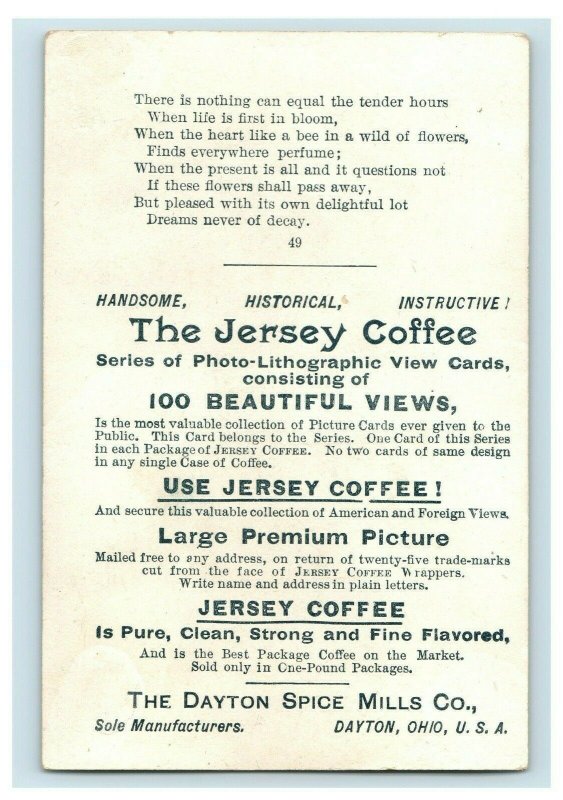 There is nothing can equal the tender hours
When life is first in bloom,
When the heart like a bee in a wild of flowers,
Finds everywhere perfume;
When the present is all and it questions not
If these flowers shall pass away,
But pleased with its own delightful lot
Dreams never of decay.
49
HANDSOME, HISTORICAL, INSTRUCTIVE!
The Jersey Coffee
Series of Photo-Lithographic View Cards,
consisting of
100 BEAUTIFUL VIEWS,
Is the most valuable collection of Picture Cards ever given to the
Public. This Card belongs to the Series. One Card of this Series
in each Package of JERSEY COFFEE. No two cards of same design
in any single Case of Coffee.
USE JERSEY COFFEE!
And secure this valuable collection of American and Foreign Views.
Large Premium Picture
Mailed free to any address, on return of twenty-five trade-marks
cut from the face of JERSEY COFFEE Wrappers.
Write name and address in plain letters.
JERSEY COFFEE
Is Pure, Clean, Strong and Fine Flavored,
And is the Best Package Coffee on the Market.
Sold only in One-Pound Packages.
THE DAYTON SPICE MILLS CO.,
Sole Manufacturers. DAYTON, OHIO, U. S. A.